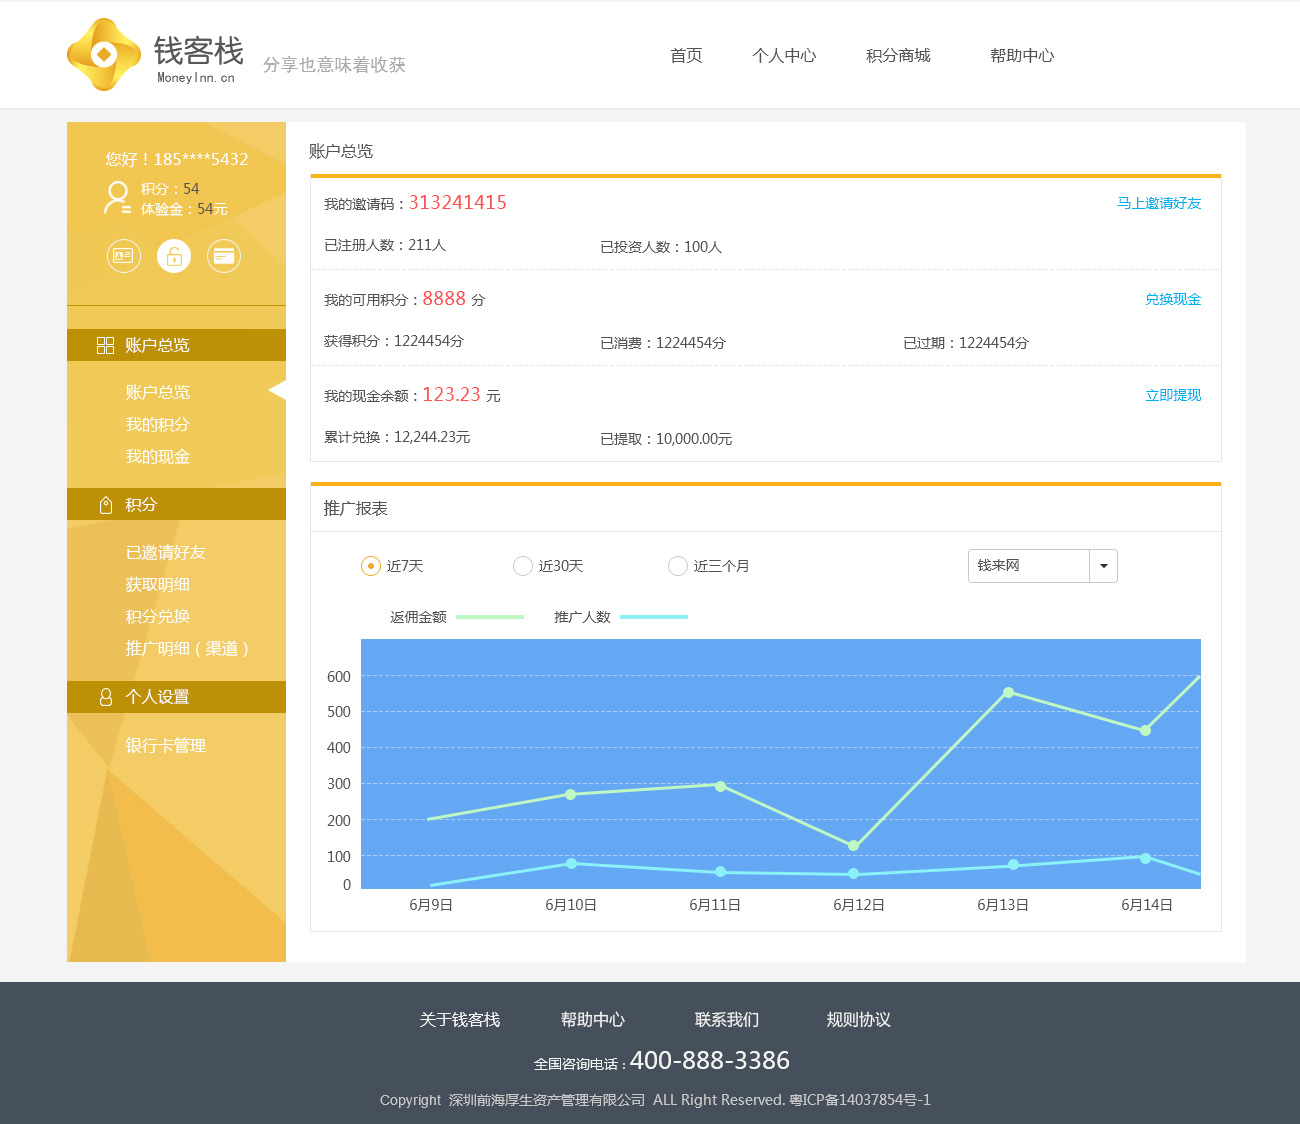 钱客栈
MoneyInn.cn
分享也意味着收获
首页 个人中心 积分商城 帮助中心
您好！185****5432
积分：54
体验金：54元
账户总览
账户总览
我的积分
我的现金
积分
已邀请好友
获取明细
积分兑换
推广明细（渠道）
个人设置
银行卡管理
账户总览
我的邀请码：313241415 马上邀请好友
已注册人数：211人 已投资人数：100人
我的可用积分：8888 分 兑换现金
获得积分：1224454分 已消费：1224454分 已过期：1224454分
我的现金余额：123.23 元 立即提现
累计兑换：12,244.23元 已提取：10,000.00元
推广报表
近7天 近30天 近三个月 钱来网
返佣金额 推广人数
600
500
400
300
200
100
0
6月9日 6月10日 6月11日 6月12日 6月13日 6月14日
关于钱客栈 帮助中心 联系我们 规则协议
全国咨询电话：400-888-3386
Copyright 深圳前海厚生资产管理有限公司 ALL Right Reserved. 粤ICP备14037854号-1